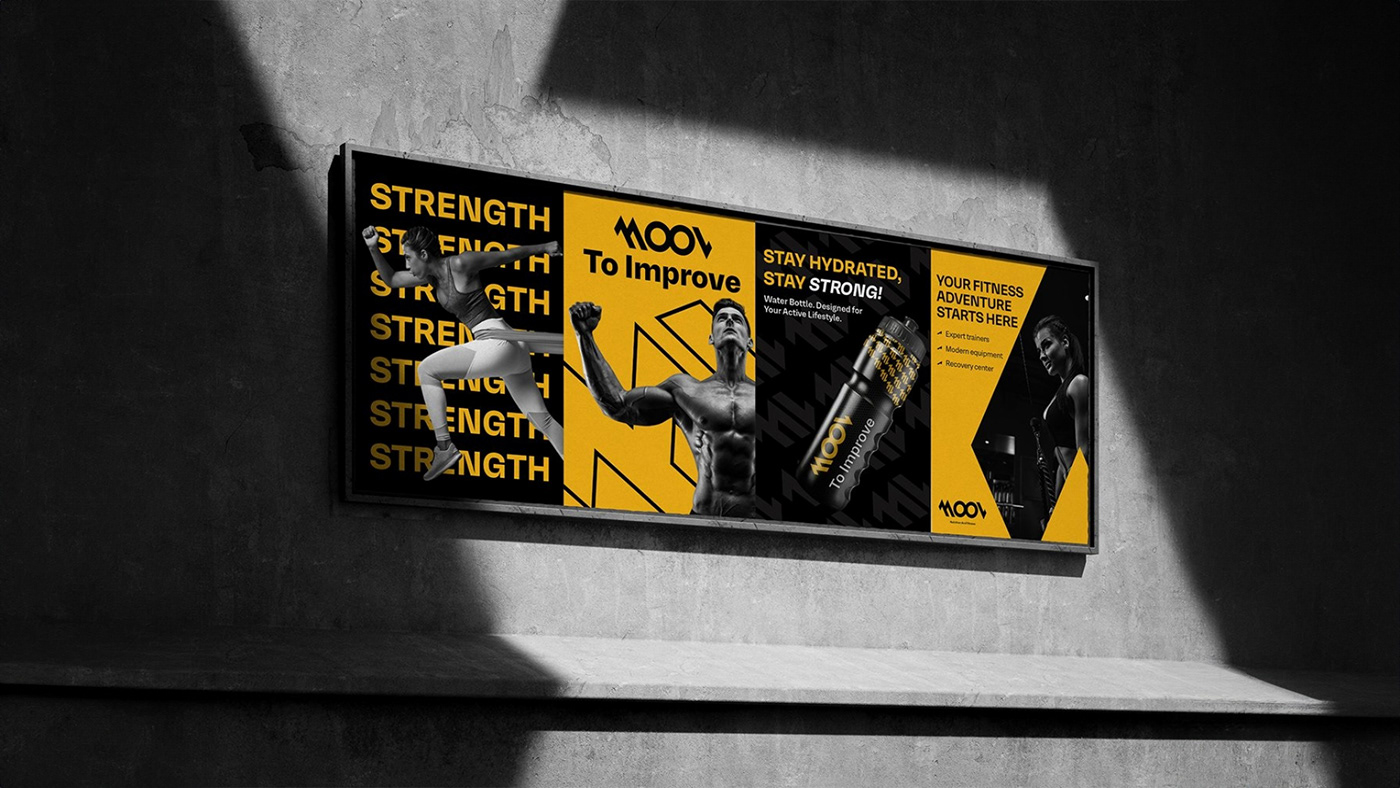 STRENGTH
STRENGTH
STRENGTH
STRENGTH
STRENGTH
STRENGTH
STRENGTH
MOOV
To Improve
STAY HYDRATED,
STAY STRONG!
Water Bottle. Designed for
Your Active Lifestyle.
MOOV
To Improve
YOUR FITNESS
ADVENTURE
STARTS HERE
Expert trainers
Modern equipment
Recovery center
MOOV